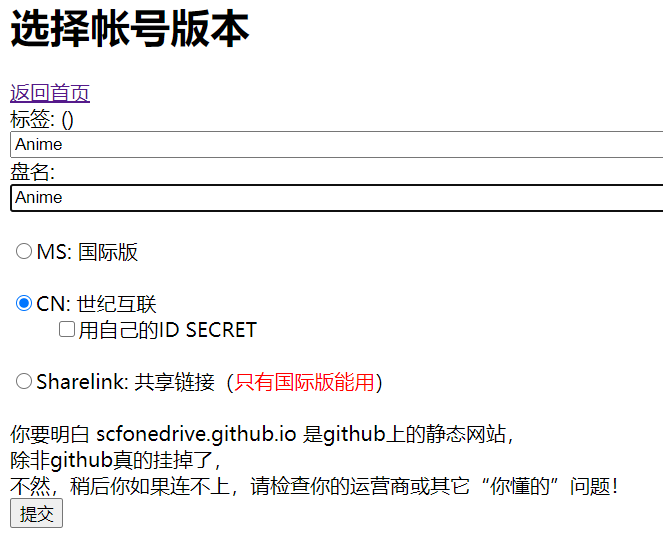 选择帐号版本
返回首页
标签: ()
Anime
盘名:
Anime
MS: 国际版
CN: 世纪互联
用自己的ID SECRET
Sharelink: 共享链接（只有国际版能用）
你要明白 scfonedrive.github.io 是github上的静态网站，
除非github真的挂掉了，
不然，稍后你如果连不上，请检查你的运营商或其它“你懂的”问题！
提交